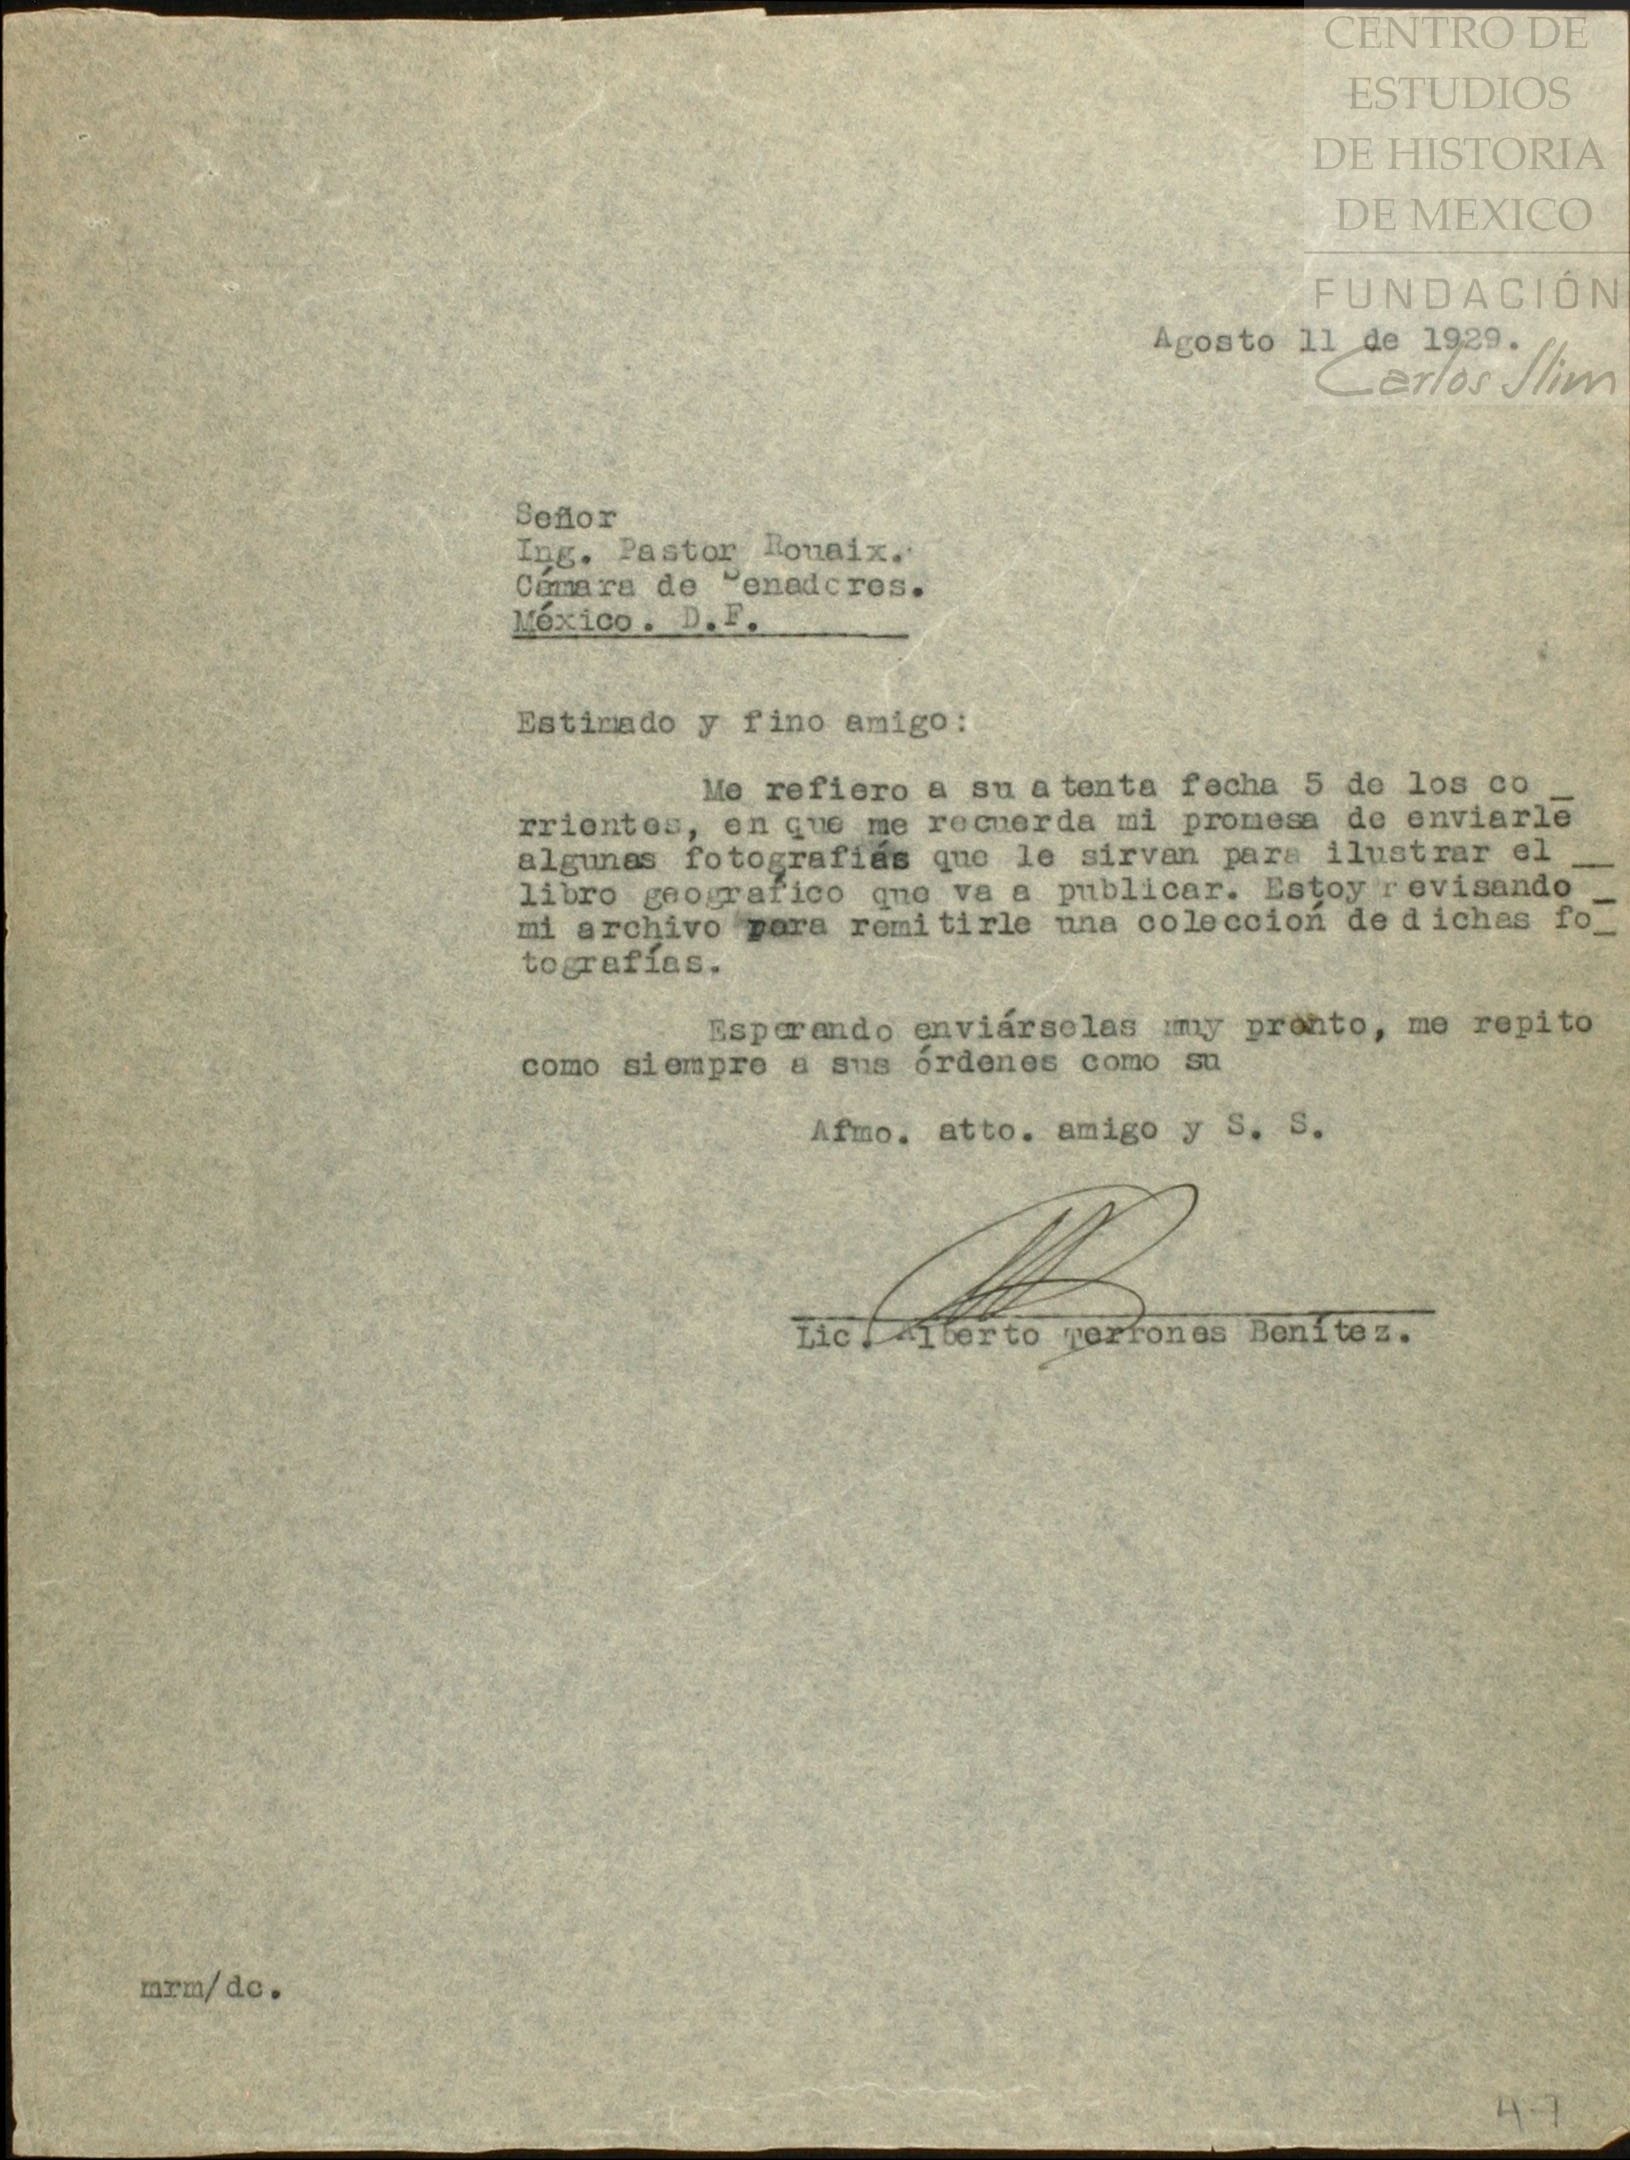 CENTRO DE
ESTUDIOS
DE HISTORIA
DE MEXICO
FUNDACIÓN
Carlos Slim
Agosto 11 de 1929.
Señor
Ing. Pastor Rouaix.
Cámara de Senadores.
México. D.F.
Estimado y fino amigo:
Me refiero a su atenta fecha 5 de los co_
rrientes, en que me recuerda mi promesa de enviarle
algunas fotografiás que le sirvan para ilustrar el __
libro geografico que va a publicar. Estoy revisando _
mi archivo para remitirle una coleccioń de dichas fo_
tografías.
Esperando enviárselas muy pronto, me repito
como siempre a sus órdenes como su
Afmo. atto. amigo y S. S.
Lic. Alberto Terrones Benítez.
mrm/dc.
4-7